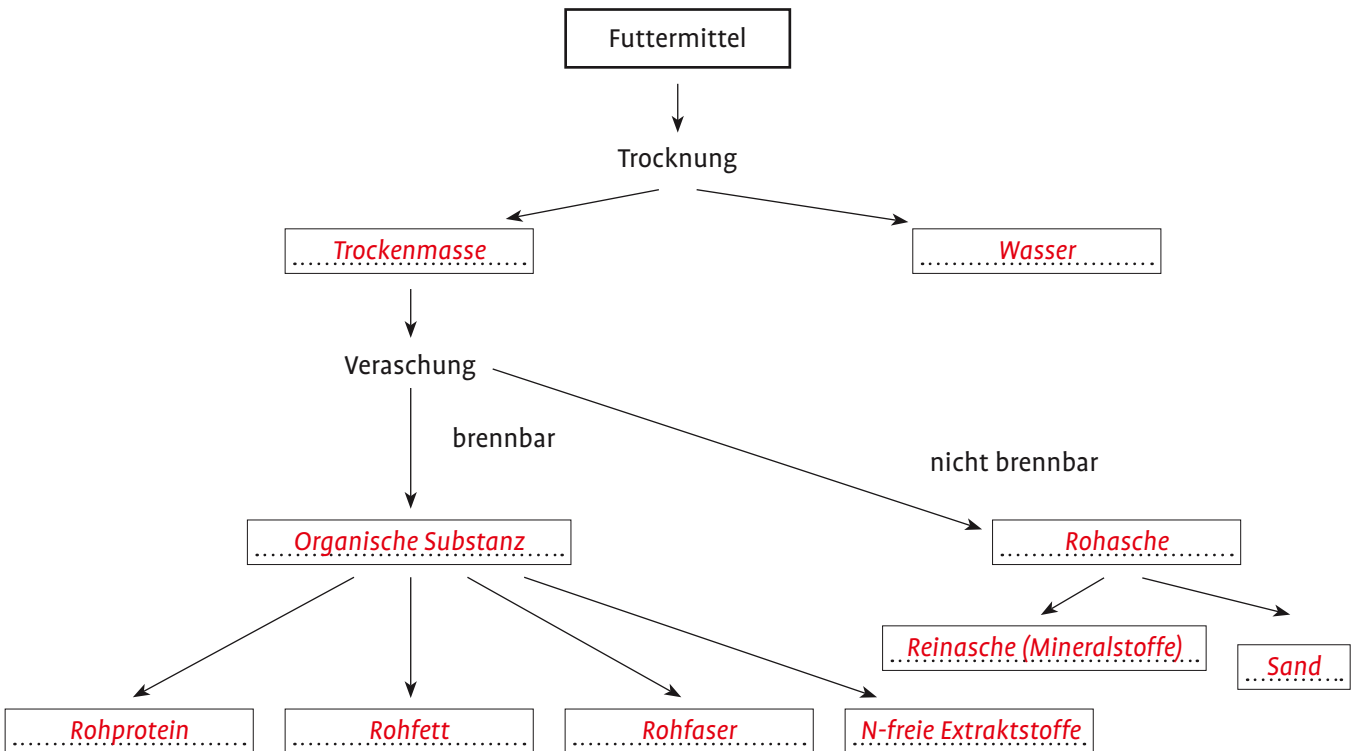 Futtermittel
Trocknung
Trockenmasse
Wasser
Veraschung
brennbar
nicht brennbar
Organische Substanz
Rohasche
Reinasche (Mineralstoffe)
Sand
Rohprotein
Rohfett
Rohfaser
N-freie Extraktstoffe